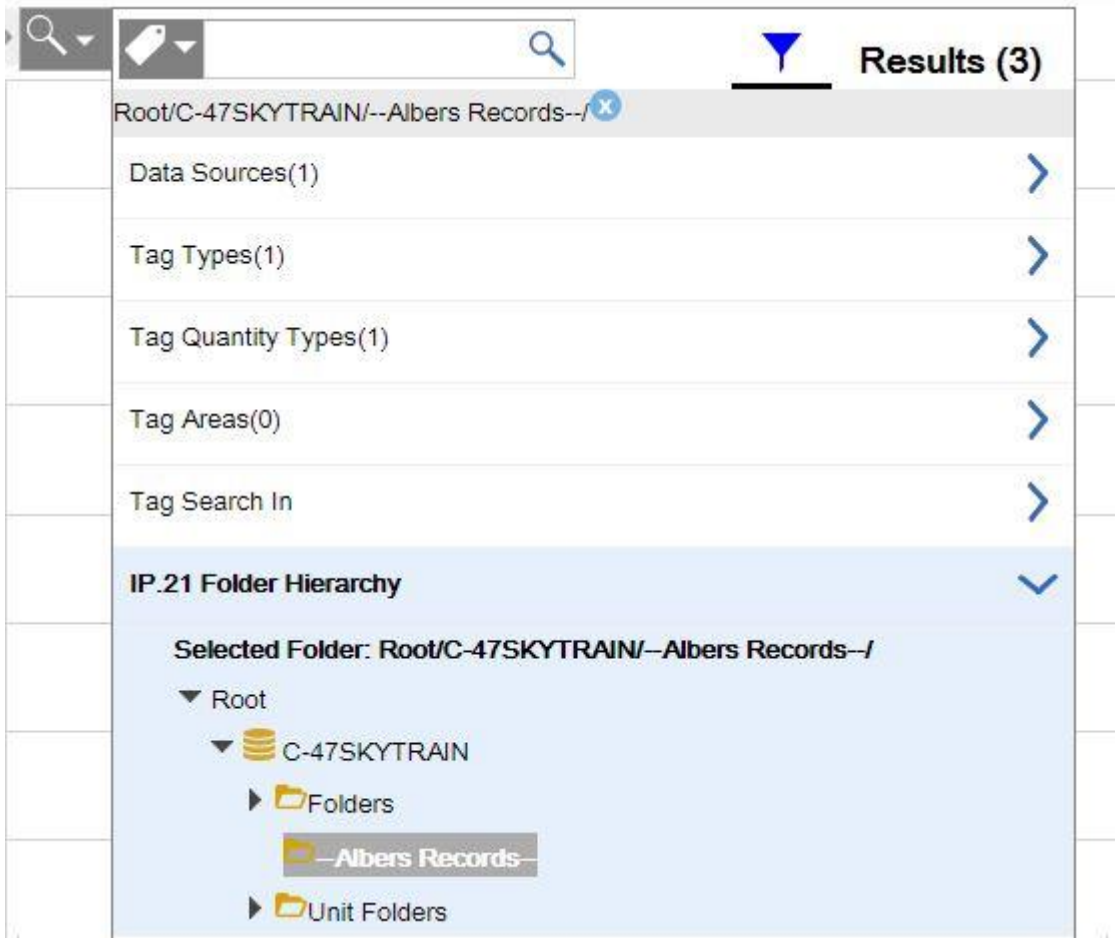 Results (3)
Root/C-47SKYTRAIN/--Albers Records--/
Data Sources(1)
Tag Types(1)
Tag Quantity Types(1)
Tag Areas(0)
Tag Search In
IP.21 Folder Hierarchy
Selected Folder: Root/C-47SKYTRAIN/--Albers Records--/
Root
C-47SKYTRAIN
Folders
--Albers Records--
Unit Folders